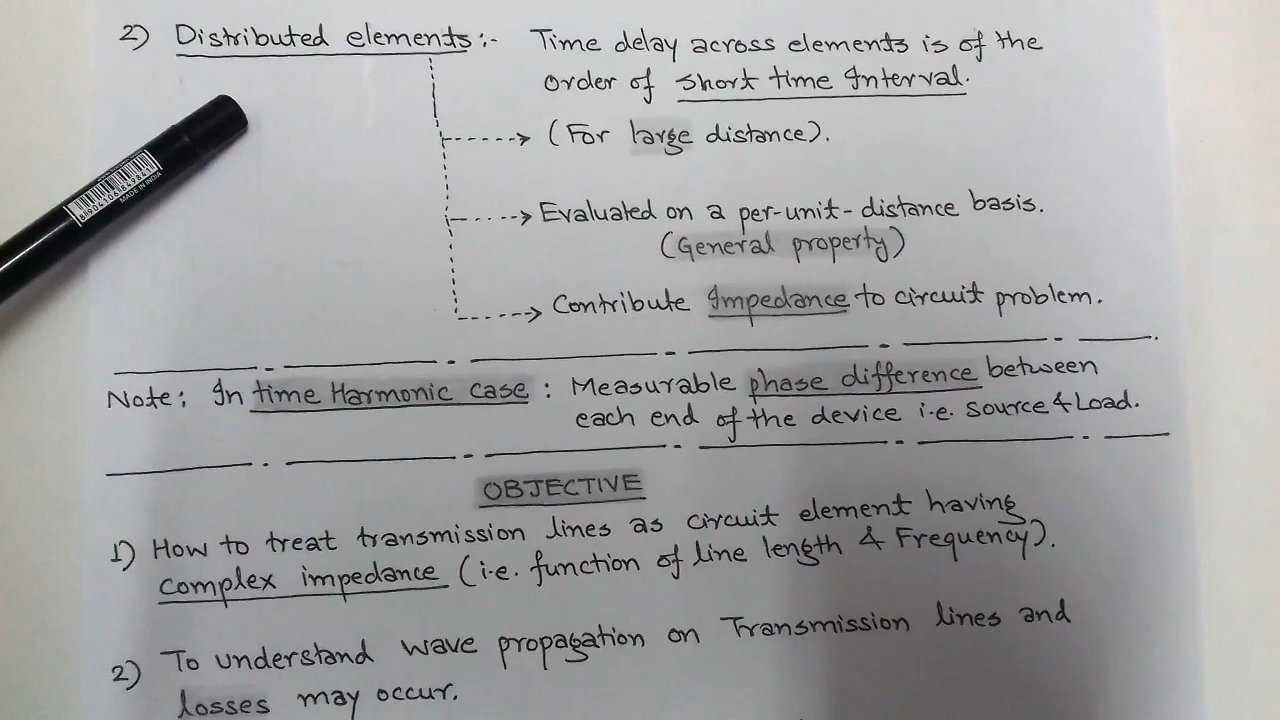 2) Distributed elements:- Time delay across elements is of the
order of short time Interval.
(For large distance).
Evaluated on a per-unit-distance basis.
(General property)
Contribute Impedance to circuit problem.
Note: In time Harmonic case: Measurable phase difference between
each end of the device i.e. source & Load.
OBJECTIVE
1) How to treat transmission lines as circuit element having
complex impedance (i.e. function of line length & Frequency).
2) To understand wave propagation on Transmission lines and
losses may occur.
MADE IN INDIA